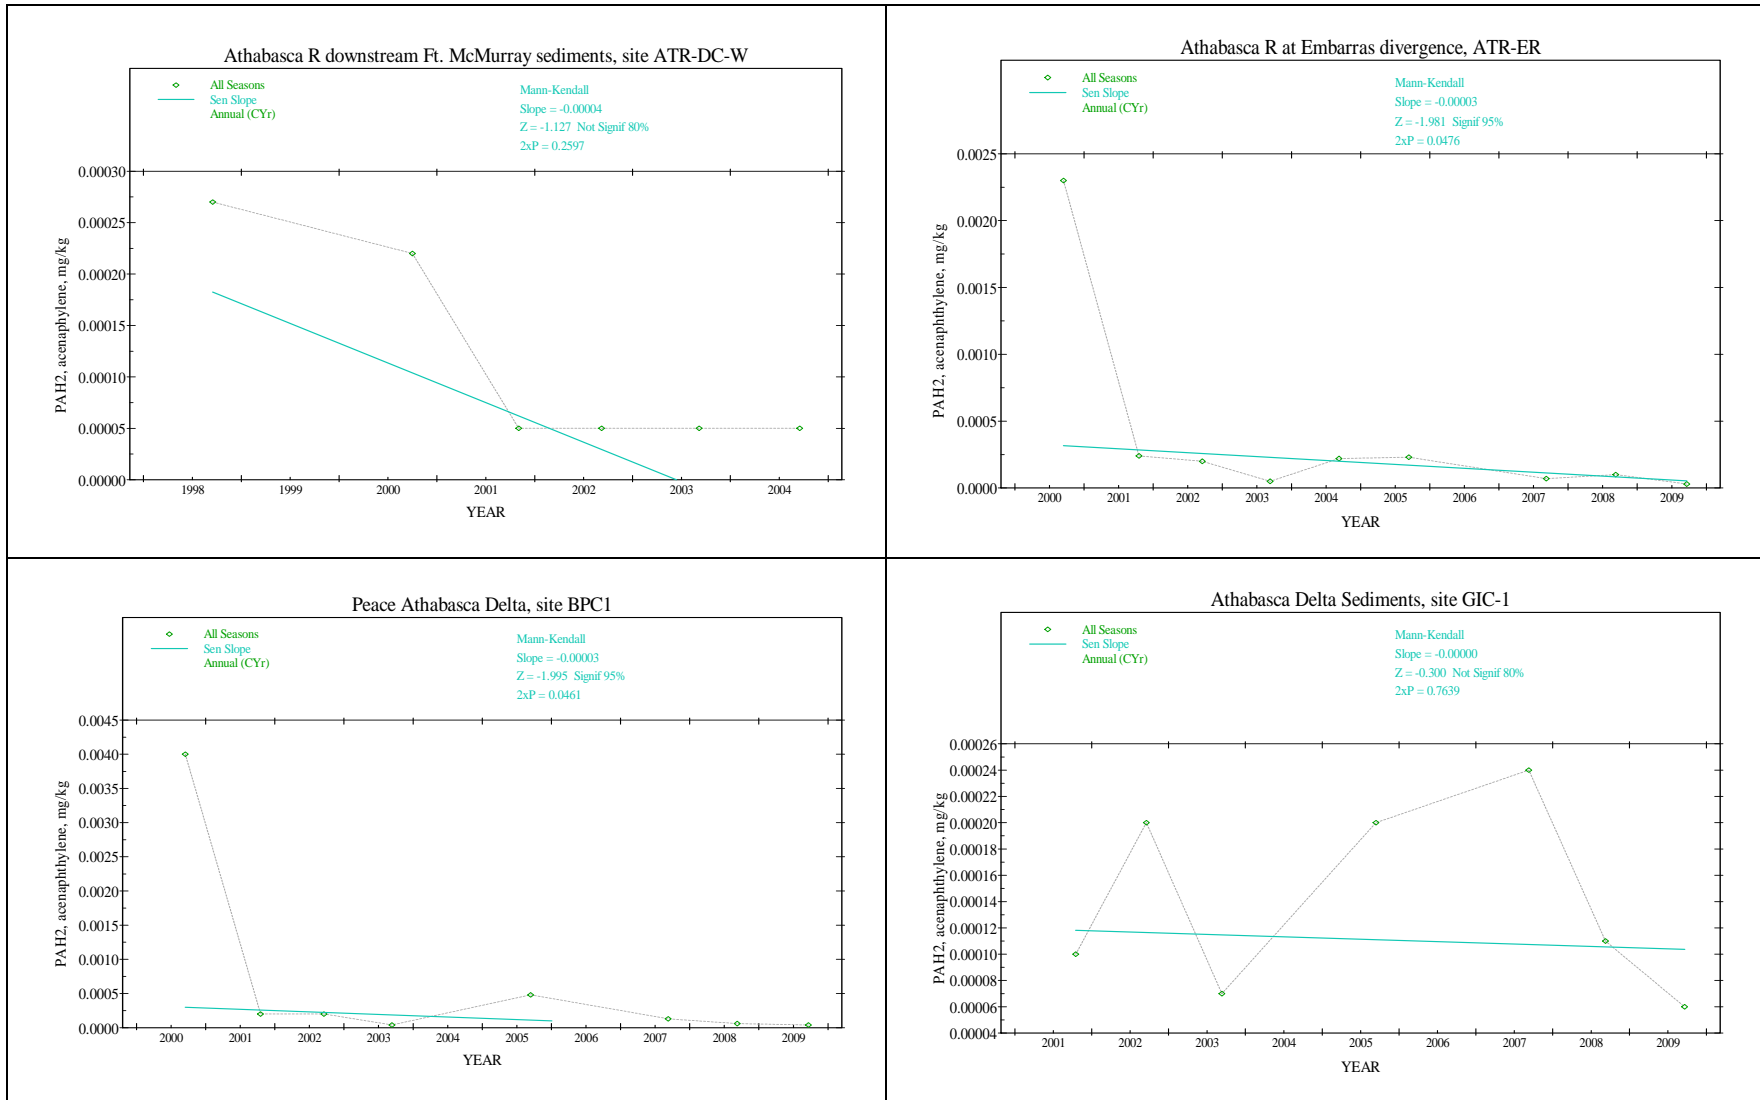 Athabasca R downstream Ft. McMurray sediments, site ATR-DC-W
All Seasons
Sen Slope
Annual (CYr)
Mann-Kendall
Slope = -0.00004
Z = -1.127 Not Signif 80%
2xP = 0.2597
PAH2, acenaphylene, mg/kg
0.00030
0.00025
0.00020
0.00015
0.00010
0.00005
0.00000
1998 1999 2000 2001 2002 2003 2004
YEAR
Athabasca R at Embarras divergence, ATR-ER
All Seasons
Sen Slope
Annual (CYr)
Mann-Kendall
Slope = -0.00003
Z = -1.981 Signif 95%
2xP = 0.0476
PAH2, acenaphthylene, mg/kg
0.0025
0.0020
0.0015
0.0010
0.0005
0.0000
2000 2001 2002 2003 2004 2005 2006 2007 2008 2009
YEAR
Peace Athabasca Delta, site BPC1
All Seasons
Sen Slope
Annual (CYr)
Mann-Kendall
Slope = -0.00003
Z = -1.995 Signif 95%
2xP = 0.0461
PAH2, acenaphthylene, mg/kg
0.0045
0.0040
0.0035
0.0030
0.0025
0.0020
0.0015
0.0010
0.0005
0.0000
2000 2001 2002 2003 2004 2005 2006 2007 2008 2009
YEAR
Athabasca Delta Sediments, site GIC-1
All Seasons
Sen Slope
Annual (CYr)
Mann-Kendall
Slope = -0.00000
Z = -0.300 Not Signif 80%
2xP = 0.7639
PAH2, acenaphthylene, mg/kg
0.00026
0.00024
0.00022
0.00020
0.00018
0.00016
0.00014
0.00012
0.00010
0.00008
0.00006
0.00004
2001 2002 2003 2004 2005 2006 2007 2008 2009
YEAR